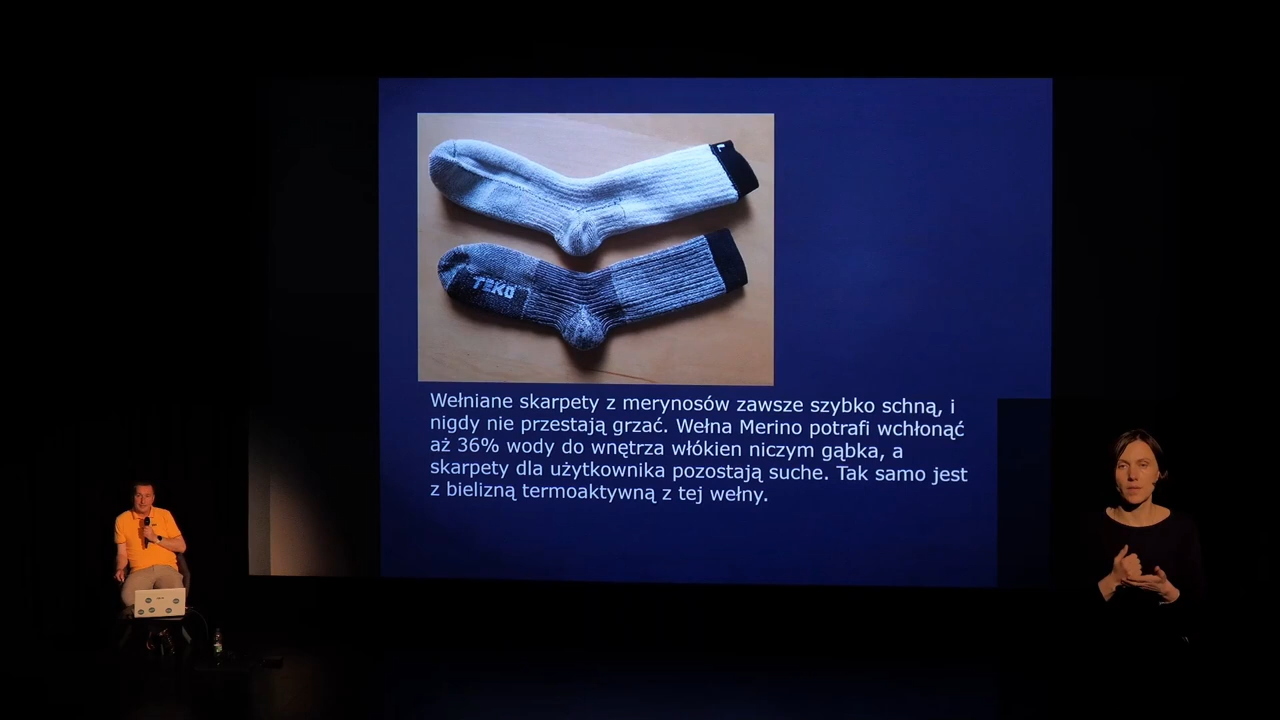 L
TEKO
Wełniane skarpety z merynosów zawsze szybko schną, i
nigdy nie przestają grzać. Wełna Merino potrafi wchłonąć
aż 36% wody do wnętrza włókien niczym gąbka, a
skarpety dla użytkownika pozostają suche. Tak samo jest
z bielizną termoaktywną z tej wełny.